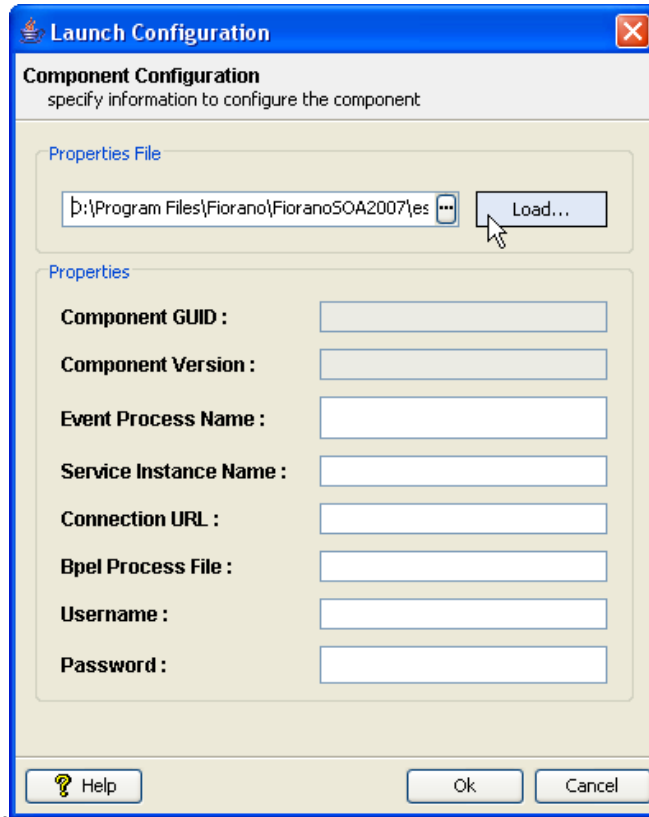 Launch Configuration
Component Configuration
specify information to configure the component
Properties File
D:\Program Files\Fiorano\FioranoSOA2007\es ... Load...
Properties
Component GUID :
Component Version :
Event Process Name :
Service Instance Name :
Connection URL :
Bpel Process File :
Username :
Password :
? Help Ok Cancel